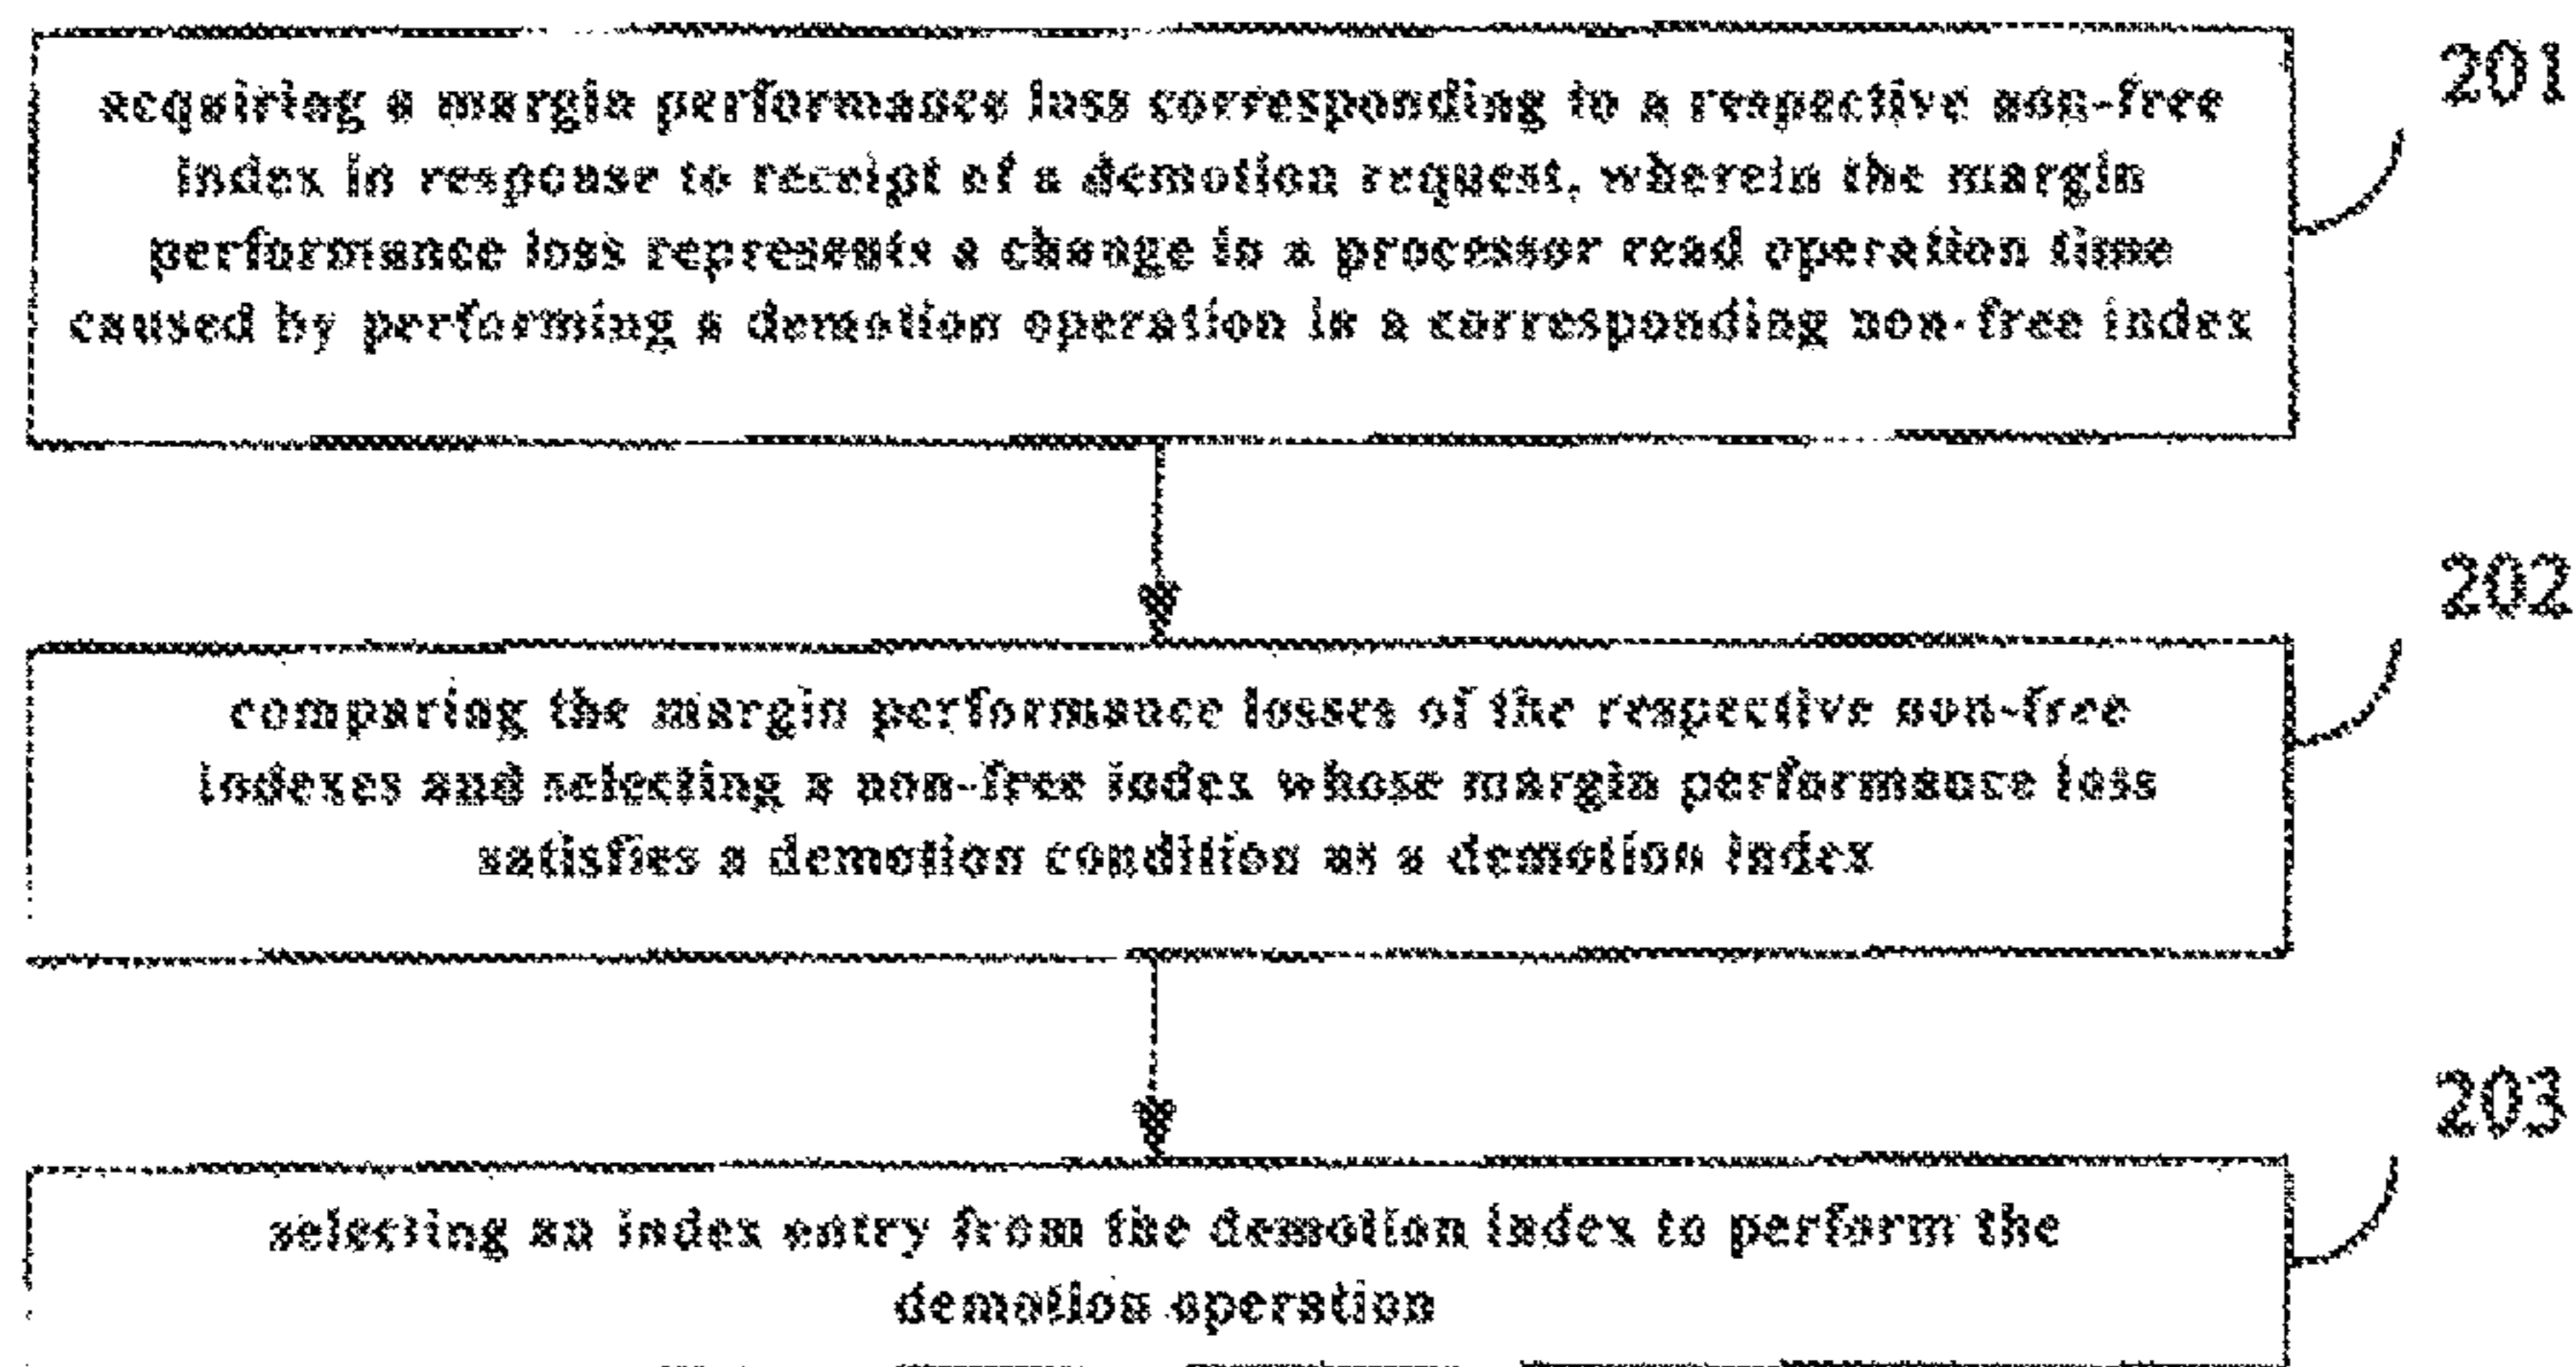 acquiring a margin performance loss corresponding to a respective non-free
index in response to receipt of a demotion request, wherein the margin
performance loss represents a change in a processor read operation time
caused by performing a demotion operation in a corresponding non-free index
201
comparing the margin performance losses of the respective non-free
indexes and selecting a non-free index whose margin performance loss
satisfies a demotion condition as a demotion index
202
selecting an index entry from the demotion index to perform the
demotion operation
203